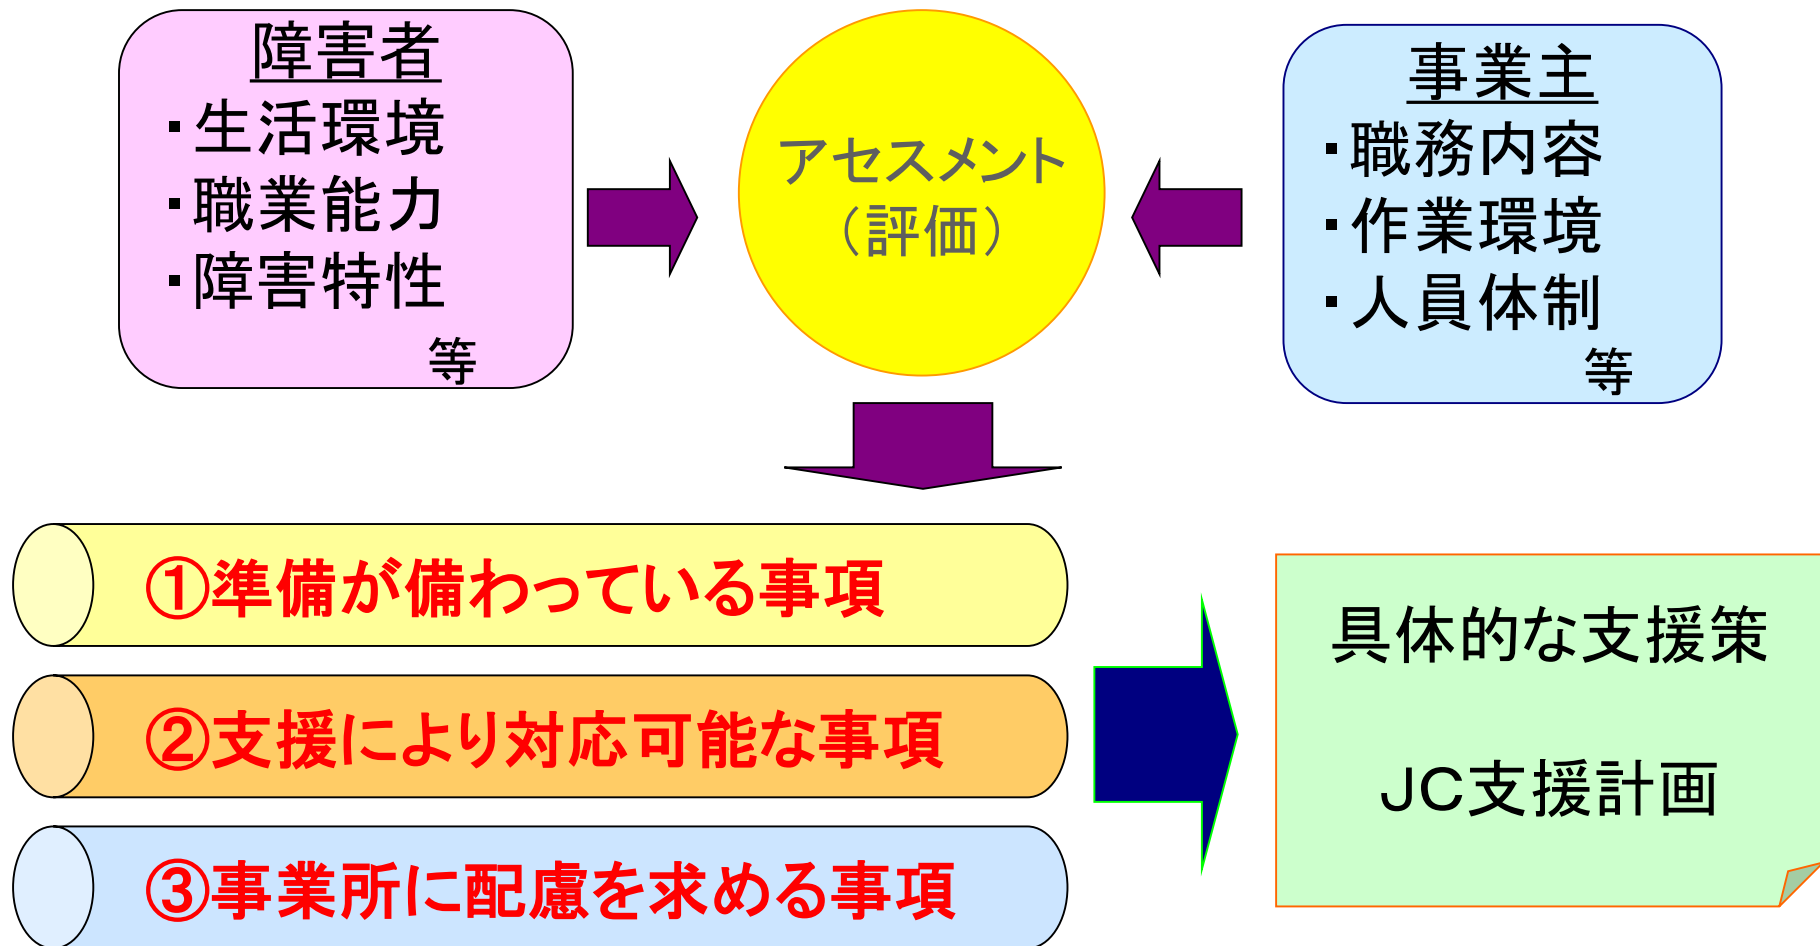 障害者
・生活環境
・職業能力
・障害特性
等
アセスメント
（評価）
事業主
・職務内容
・作業環境
・人員体制
等
①準備が備わっている事項
②支援により対応可能な事項
③事業所に配慮を求める事項
具体的な支援策
JC支援計画